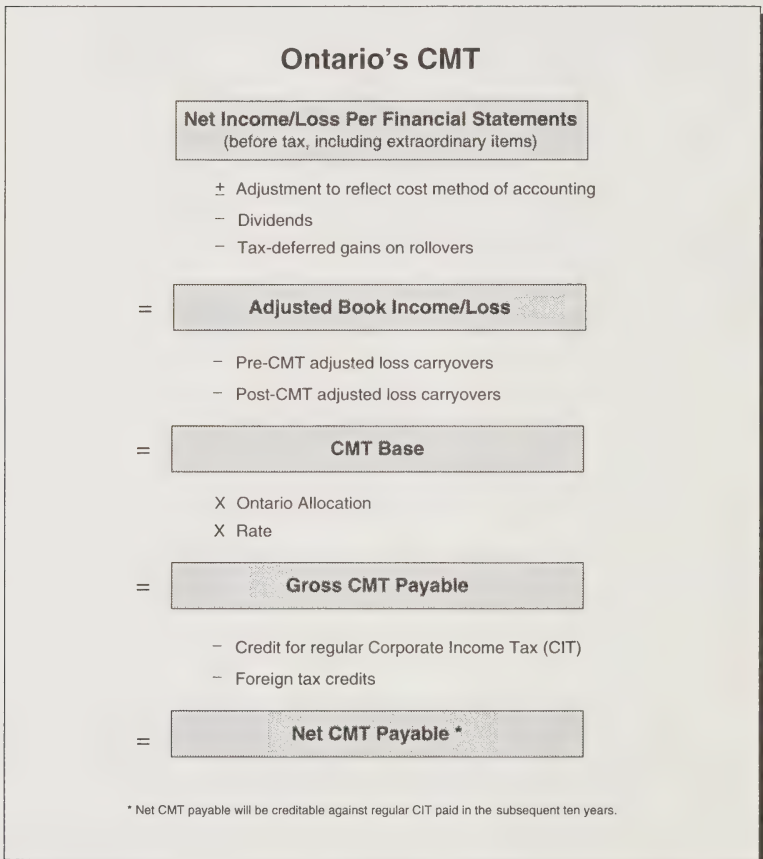 Ontario's CMT
Net Income/Loss Per Financial Statements
(before tax, including extraordinary items)
± Adjustment to reflect cost method of accounting
− Dividends
− Tax-deferred gains on rollovers
= Adjusted Book Income/Loss
− Pre-CMT adjusted loss carryovers
− Post-CMT adjusted loss carryovers
= CMT Base
X Ontario Allocation
X Rate
= Gross CMT Payable
− Credit for regular Corporate Income Tax (CIT)
− Foreign tax credits
= Net CMT Payable *
* Net CMT payable will be creditable against regular CIT paid in the subsequent ten years.